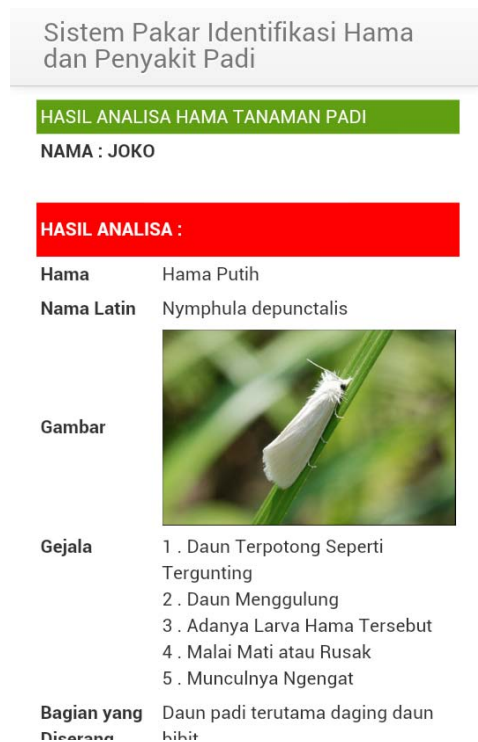 Sistem Pakar Identifikasi Hama
dan Penyakit Padi
HASIL ANALISA HAMA TANAMAN PADI
NAMA : JOKO
HASIL ANALISA :
Hama Hama Putih
Nama Latin Nymphula depunctalis
Gambar
Gejala 1 . Daun Terpotong Seperti
Tergunting
2 . Daun Menggulung
3 . Adanya Larva Hama Tersebut
4 . Malai Mati atau Rusak
5 . Munculnya Ngengat
Bagian yang Daun padi terutama daging daun
Diserang bibit